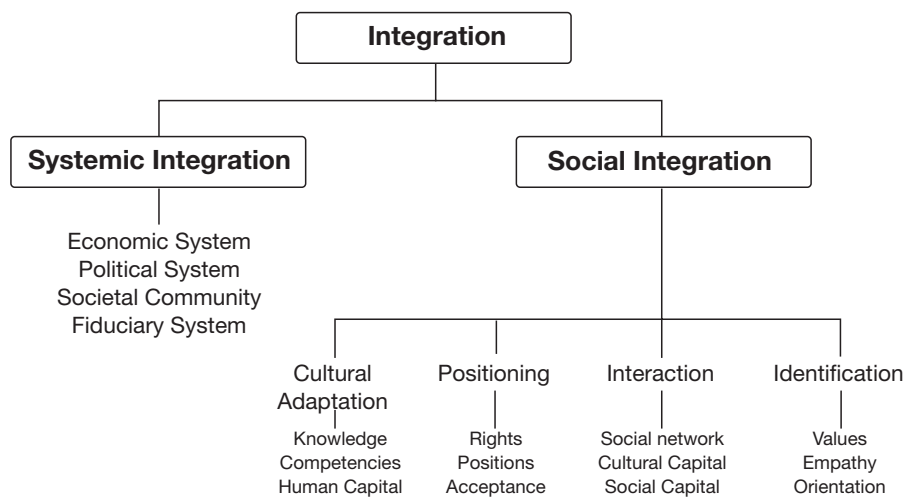 Integration
Systemic Integration
Social Integration
Economic System
Political System
Societal Community
Fiduciary System
Cultural
Adaptation
Knowledge
Competencies
Human Capital
Positioning
Rights
Positions
Acceptance
Interaction
Social network
Cultural Capital
Social Capital
Identification
Values
Empathy
Orientation